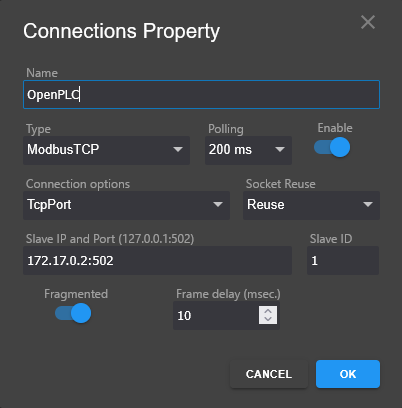 Connections Property
Name
OpenPLC
Type Polling Enable
ModbusTCP 200 ms
Connection options Socket Reuse
TcpPort Reuse
Slave IP and Port (127.0.0.1:502) Slave ID
172.17.0.2:502 1
Fragmented Frame delay (msec.)
10
CANCEL OK